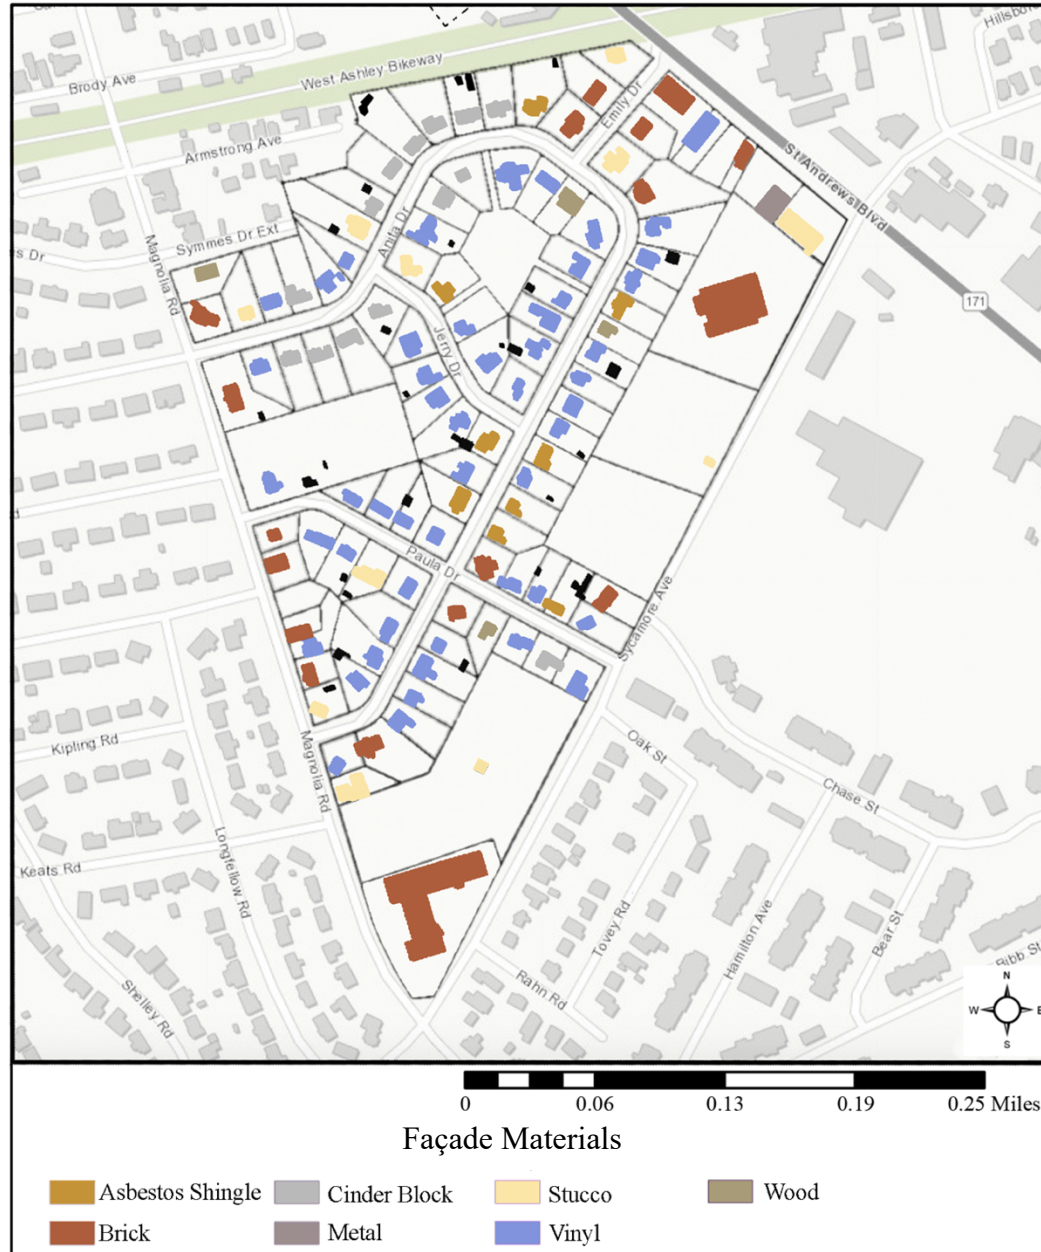 Hillsboro
Brody Ave
West Ashley Bikeway
Emily Dr
Armstrong Ave
St Andrews Blvd
Symmes Dr Ext
Anita Dr
s Dr
Magnolia Rd
171
Jerry Dr
d
Paula Dr
Sycamore Ave
Kipling Rd
Magnolia Rd
Oak St
Chase St
Longfellow Rd
Keats Rd
Tovey Rd
Hamilton Ave
Bear St
Bibb St
Shelley Rd
Rahn Rd
N
W E
S
0 0.06 0.13 0.19 0.25 Miles
Façade Materials
Asbestos Shingle Cinder Block Stucco Wood
Brick Metal Vinyl